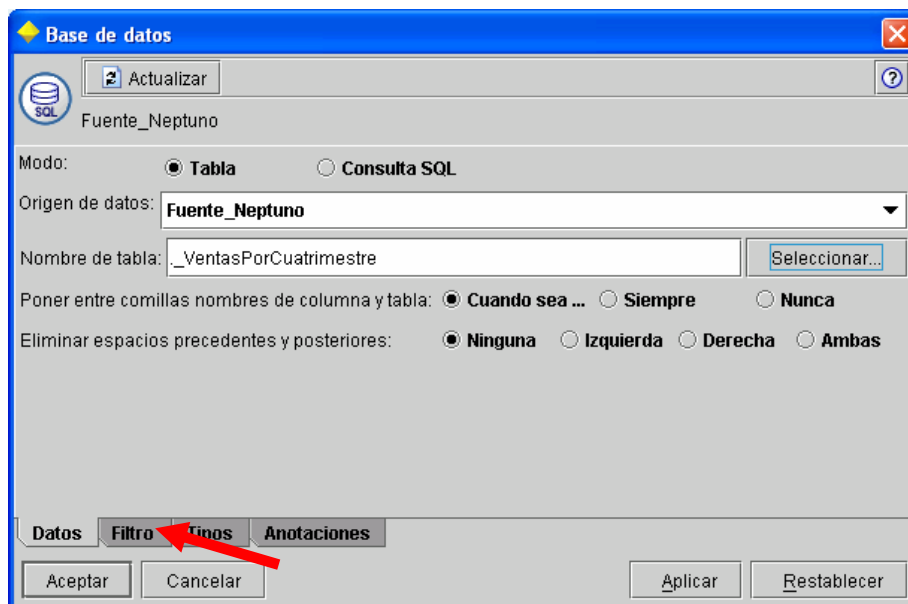 Base de datos
Actualizar
SQL
Fuente_Neptuno
Modo: Tabla Consulta SQL
Origen de datos: Fuente_Neptuno
Nombre de tabla: ._VentasPorCuatrimestre Seleccionar...
Poner entre comillas nombres de columna y tabla: Cuando sea ... Siempre Nunca
Eliminar espacios precedentes y posteriores: Ninguna Izquierda Derecha Ambas
Datos Filtro Tipos Anotaciones
Aceptar Cancelar Aplicar Restablecer